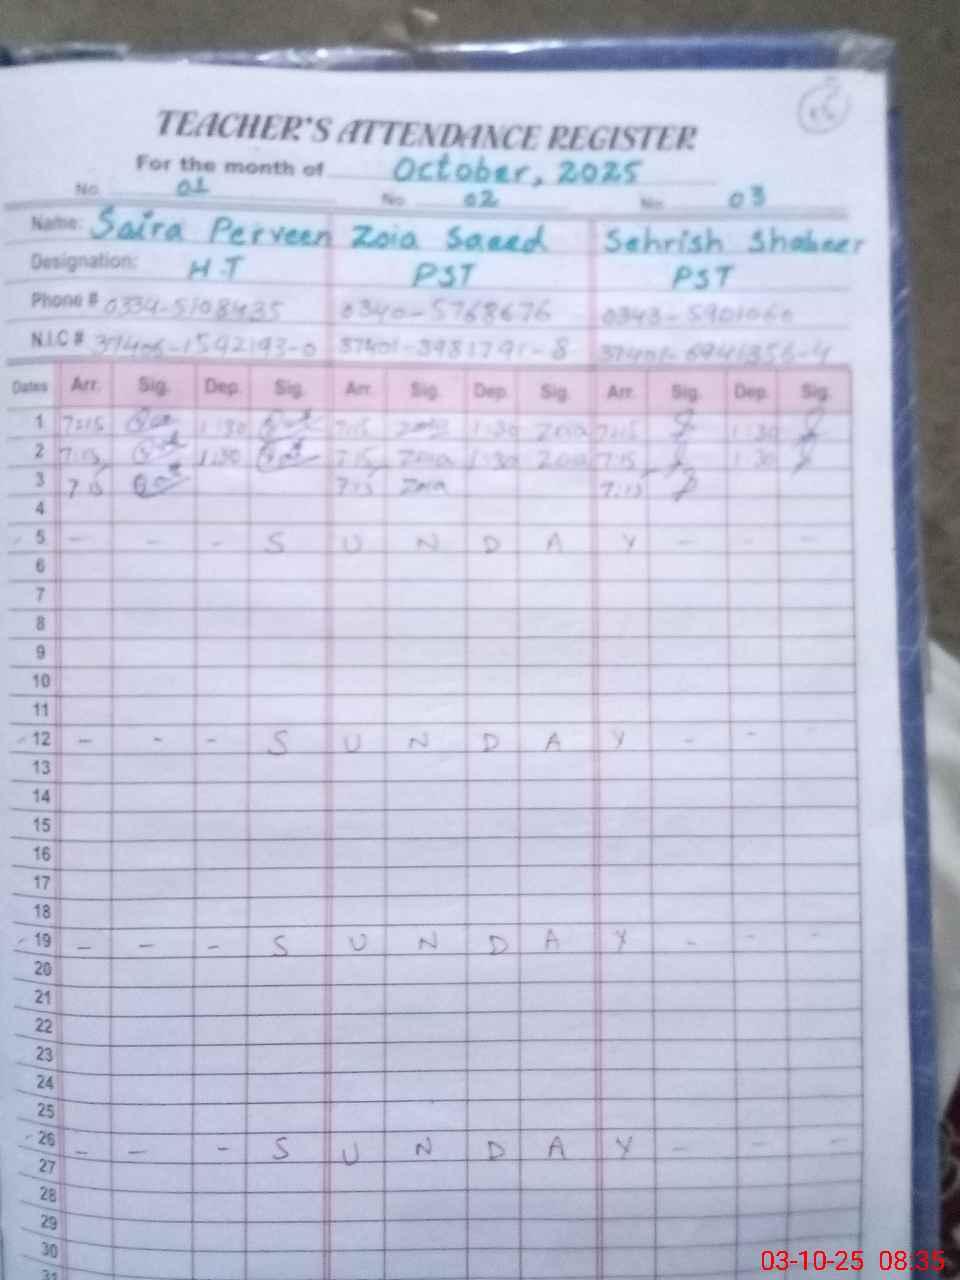 TEACHER'S ATTENDANCE REGISTER
For the month of October, 2025
No. 01 No. 02 No. 03
Name: Saira Perveen Zoia Saeed Sehrish Shabeer
Designation: H.T PST PST
Phone # 0334-5108435 0340-5768676 0343-5901060
N.I.C # 37406-1592193-0 37401-3981791-8 37401-6941356-4
Dates Arr. Sig. Dep. Sig. Arr. Sig. Dep. Sig. Arr. Sig. Dep. Sig.
1 7:15 1:30 7:15 Zoia 1:30 Zoia 7:15 1:30
2 7:15 1:30 7:15 Zoia 1:30 Zoia 7:15 1:30
3 7:15 7:15 Zoia 7:15
4
5 - - - S U N D A Y - - -
6
7
8
9
10
11
12 - - - S U N D A Y - - -
13
14
15
16
17
18
19 - - - S U N D A Y - - -
20
21
22
23
24
25
26 - - - S U N D A Y - - -
27
28
29
30
31
03-10-25 08:35